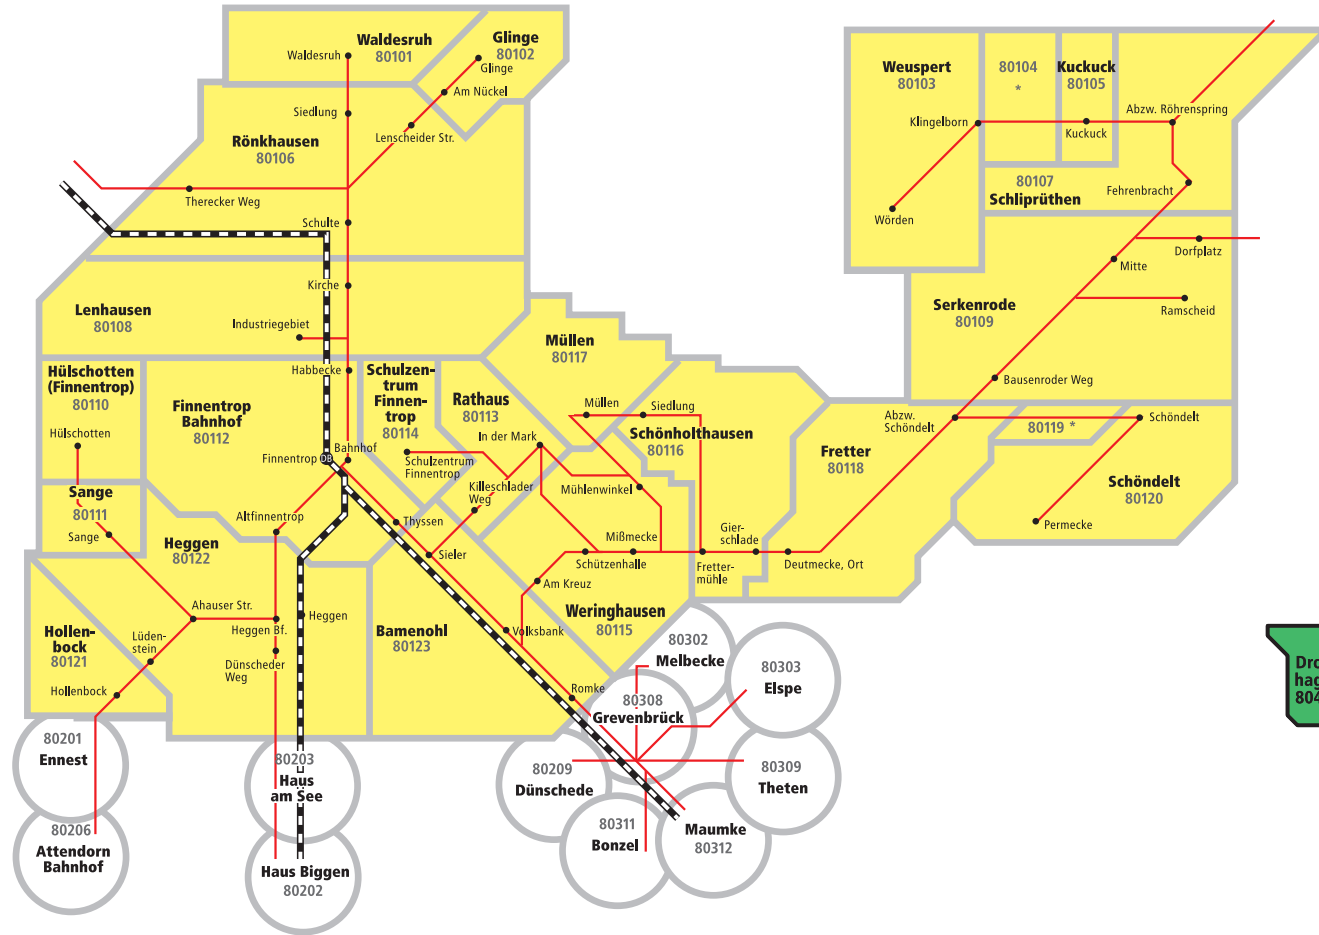 Waldesruh
80101
Waldesruh
Glinge
80102
Glinge
Am Nückel
Siedlung
Lenscheider Str.
Rönkhausen
80106
Therecker Weg
Schulte
Kirche
Lenhausen
80108
Industriegebiet
Habbecke
Hülschotten
(Finnentrop)
80110
Hülschotten
Finnentrop
Bahnhof
80112
Schulzen-
trum
Finnen-
trop
80114
Rathaus
80113
Müllen
80117
Müllen
Siedlung
Schönholthausen
80116
In der Mark
Bahnhof
Finnentrop
DB
Schulzentrum
Finnentrop
Killeschlader
Weg
Mühlenwinkel
Sange
80111
Sange
Altfinnentrop
Thyssen
Sieler
Mißmecke
Schützenhalle
Gier-
schlade
Fretter-
mühle
Deutmecke, Ort
Am Kreuz
Heggen
80122
Ahauser Str.
Heggen Bf.
Heggen
Lüden-
stein
Dünscheder
Weg
Hollen-
bock
80121
Hollenbock
Bamenohl
80123
Volksbank
Weringhausen
80115
Romke
Weuspert
80103
80104
*
Kuckuck
80105
Klingelborn
Kuckuck
Abzw. Röhrenspring
Wörden
80107
Schliprüthen
Fehrenbracht
Dorfplatz
Mitte
Serkenrode
80109
Ramscheid
Bausenroder Weg
Abzw.
Schöndelt
80119 *
Schöndelt
Fretter
80118
Schöndelt
80120
Permecke
80302
Melbecke
80303
Elspe
80308
Grevenbrück
80209
Dünschede
80309
Theten
80311
Bonzel
Maumke
80312
80201
Ennest
80206
Attendorn
Bahnhof
80203
Haus
am See
Haus Biggen
80202